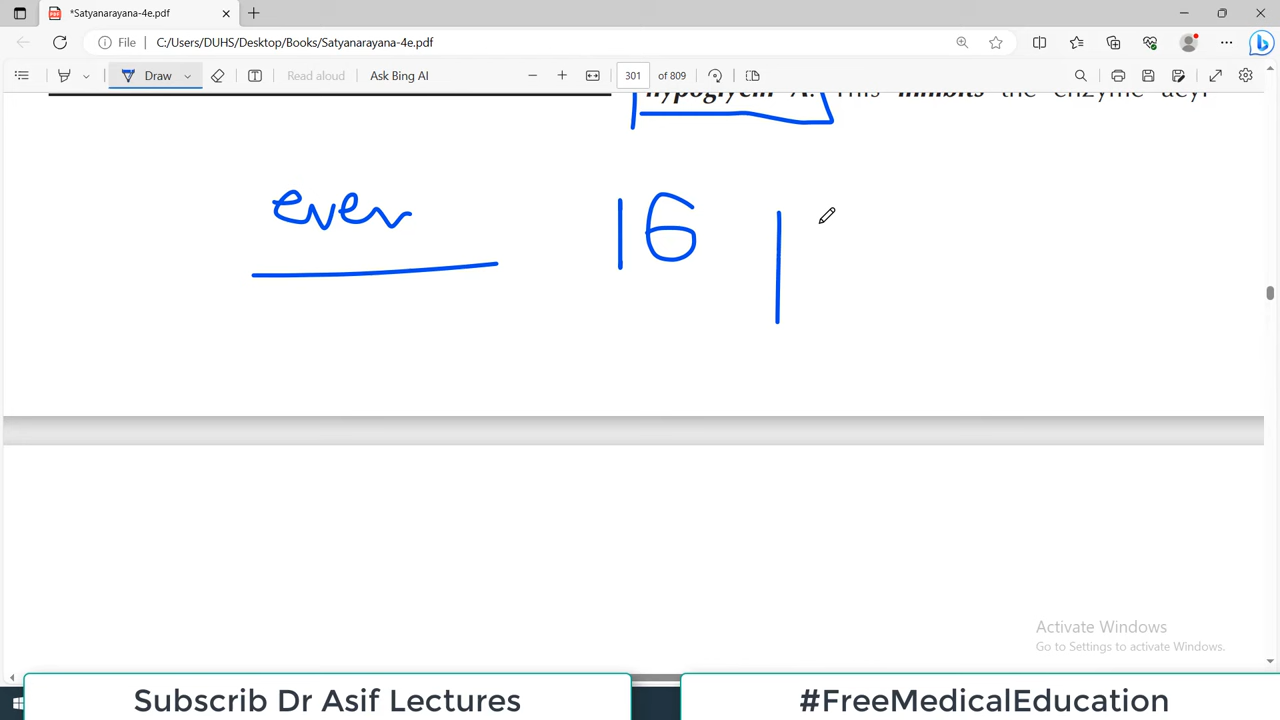 *Satyanarayana-4e.pdf
File C:/Users/DUHS/Desktop/Books/Satyanarayana-4e.pdf
Draw Read aloud Ask Bing AI 301 of 809
hypoglycin A. This inhibits the enzyme acyl
even 16
Activate Windows
Go to Settings to activate Windows.
Subscrib Dr Asif Lectures #FreeMedicalEducation